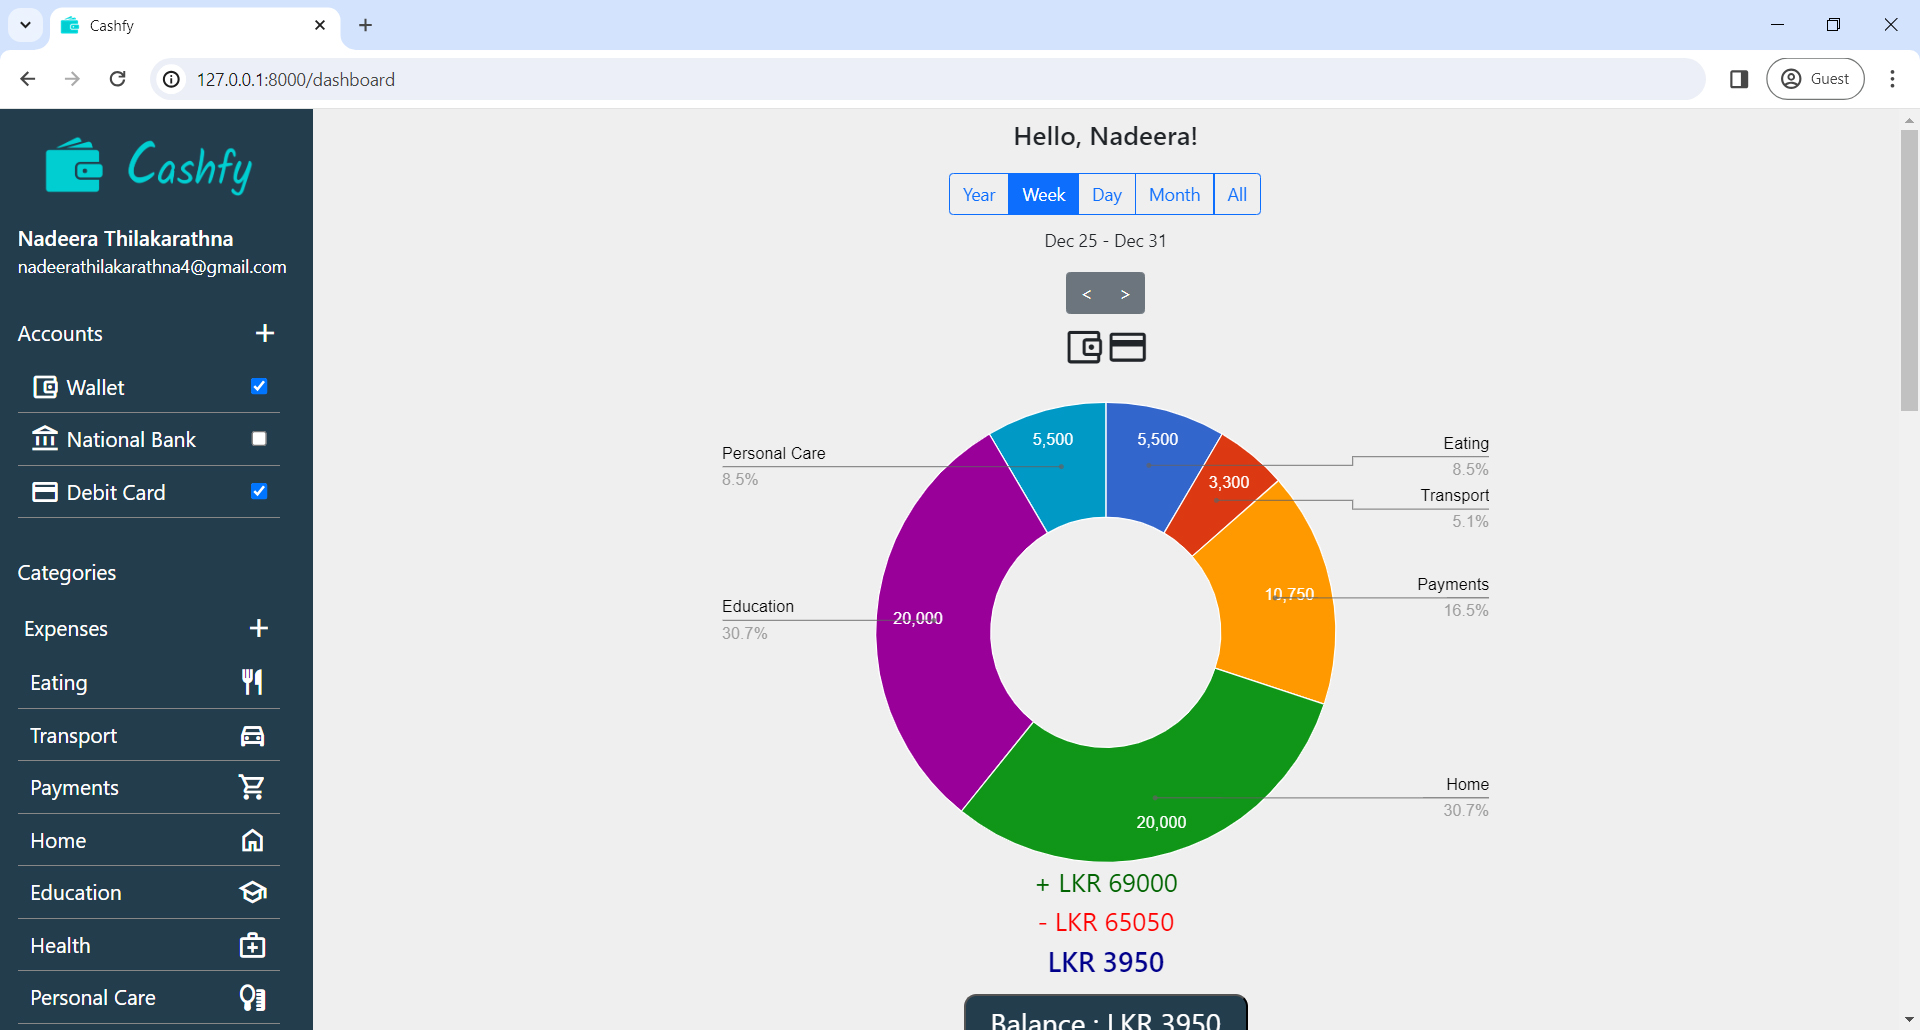 Cashfy
127.0.0.1:8000/dashboard
Guest
Cashfy
Nadeera Thilakarathna
nadeerathilakarathna4@gmail.com
Accounts
Wallet
National Bank
Debit Card
Categories
Expenses
Eating
Transport
Payments
Home
Education
Health
Personal Care
Hello, Nadeera!
Year Week Day Month All
Dec 25 - Dec 31
< >
Personal Care
8.5%
Education
30.7%
5,500
5,500
3,300
10,750
20,000
20,000
Eating
8.5%
Transport
5.1%
Payments
16.5%
Home
30.7%
+ LKR 69000
- LKR 65050
LKR 3950
Balance : LKR 3950